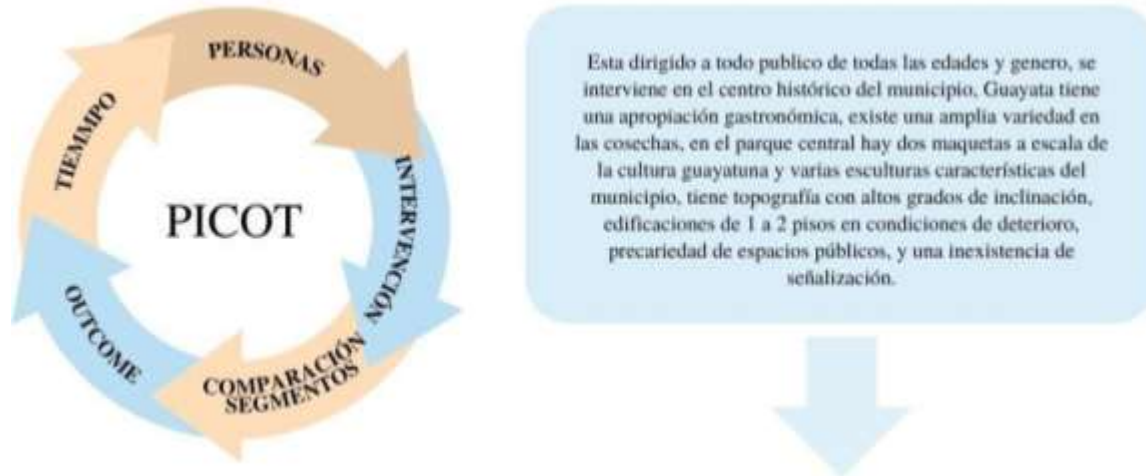 PERSONAS
INTERVENCIÓN
COMPARACIÓN
SEGMENTOS
OUTCOME
TIEMMPO
PICOT
Esta dirigido a todo publico de todas las edades y genero, se
interviene en el centro histórico del municipio, Guayata tiene
una apropiación gastronómica, existe una amplia variedad en
las cosechas, en el parque central hay dos maquetas a escala de
la cultura guayatuna y varias esculturas características del
municipio, tiene topografía con altos grados de inclinación,
edificaciones de 1 a 2 pisos en condiciones de deterioro,
precariedad de espacios públicos, y una inexistencia de
señalización.